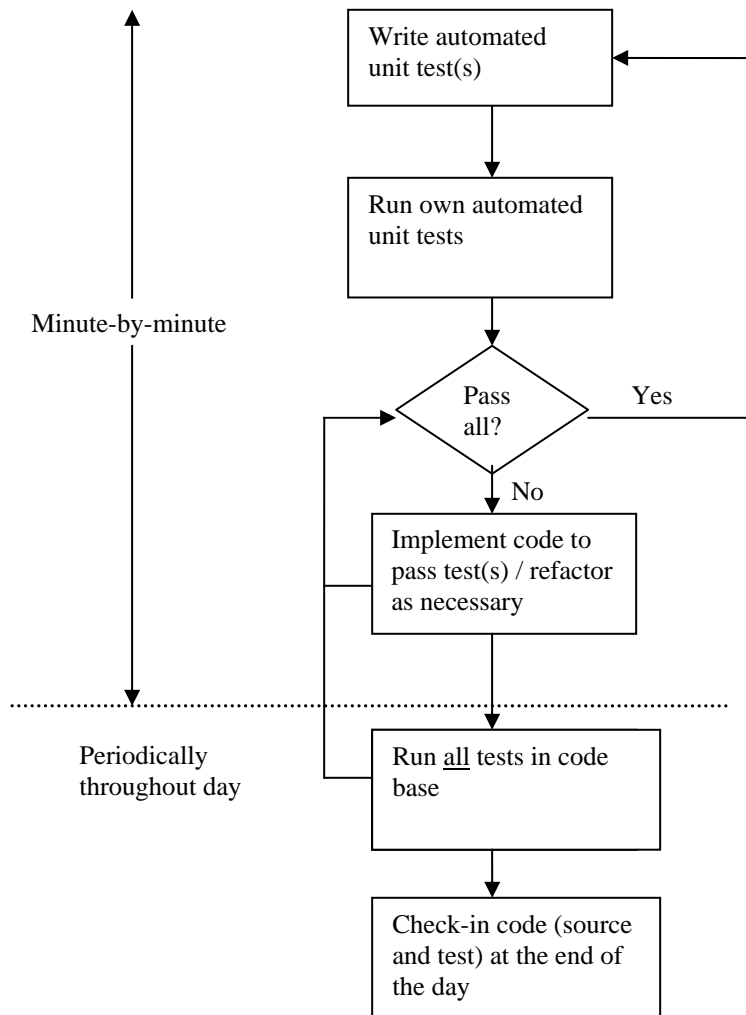 Write automated
unit test(s)
Run own automated
unit tests
Minute-by-minute
Pass
all?
Yes
No
Implement code to
pass test(s) / refactor
as necessary
Periodically
throughout day
Run all tests in code
base
Check-in code (source
and test) at the end of
the day